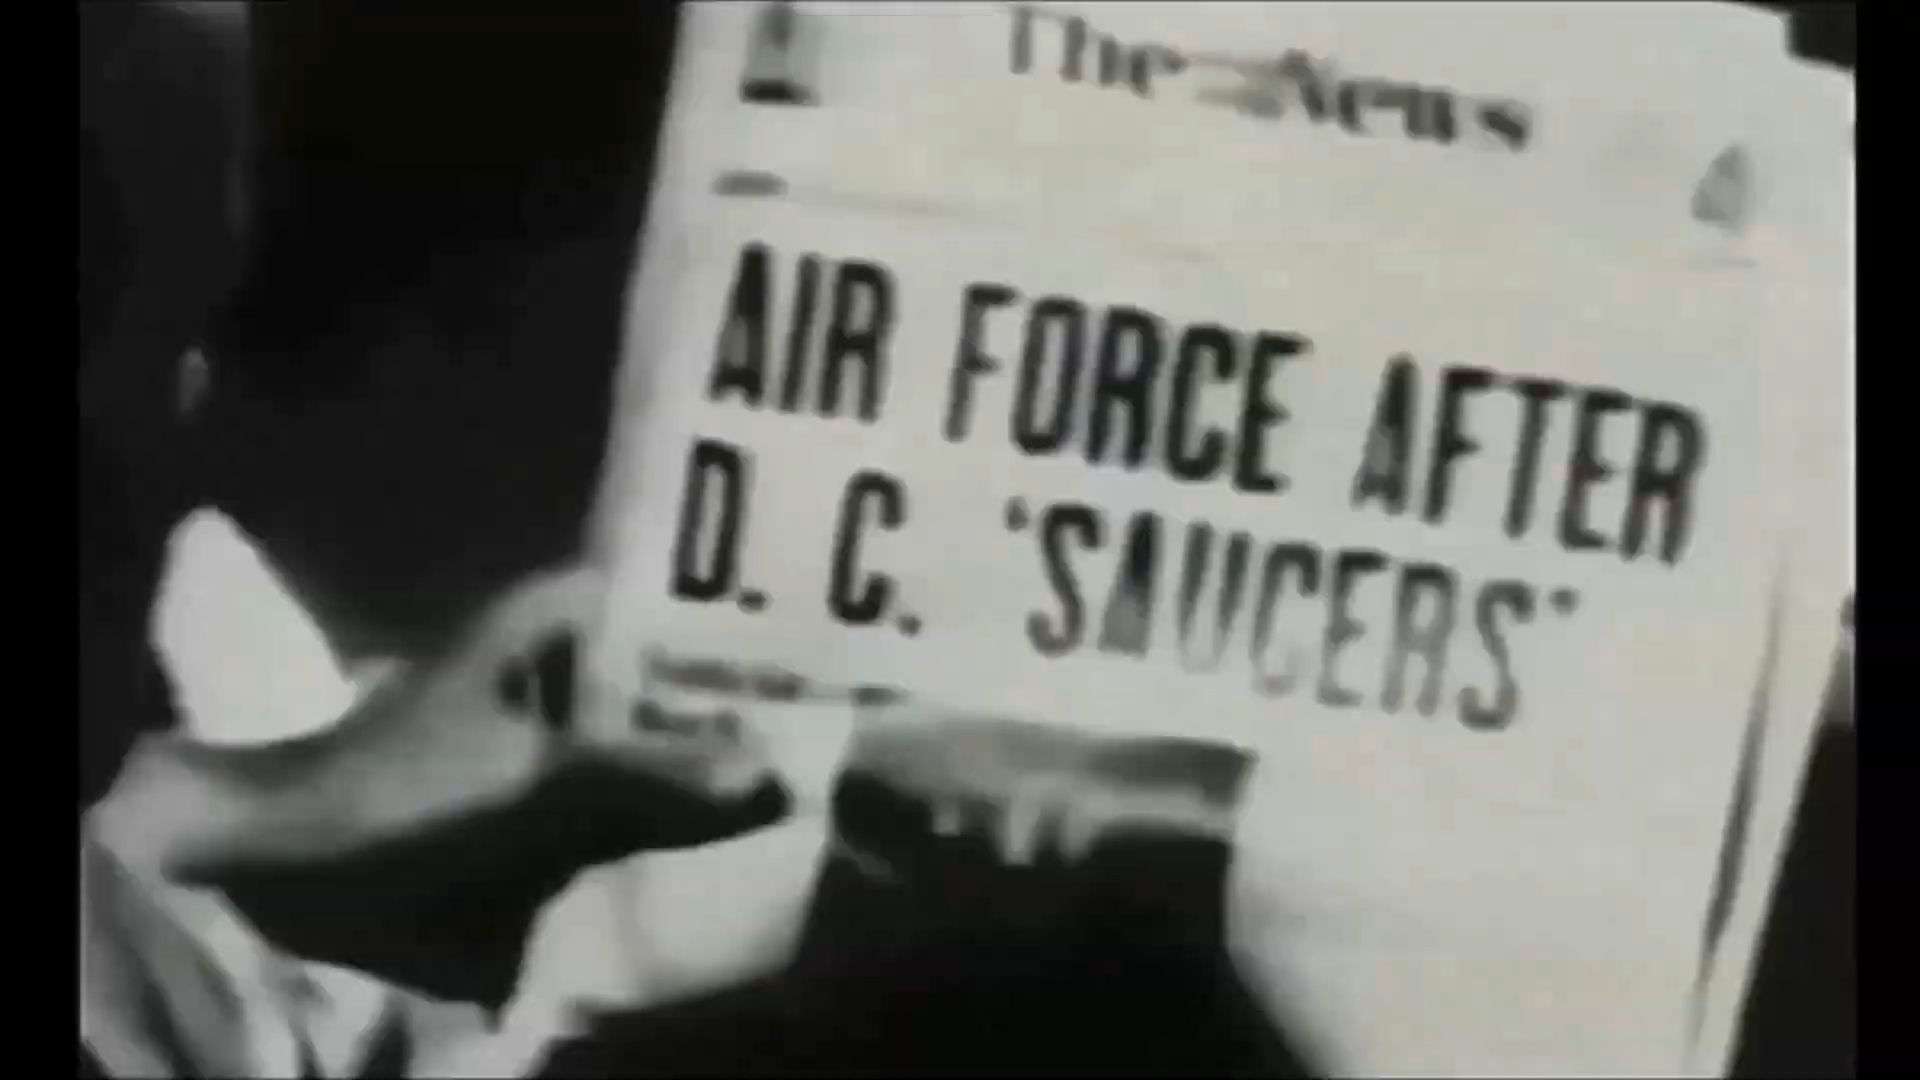 The News
AIR FORCE AFTER
D. C. 'SAUCERS'